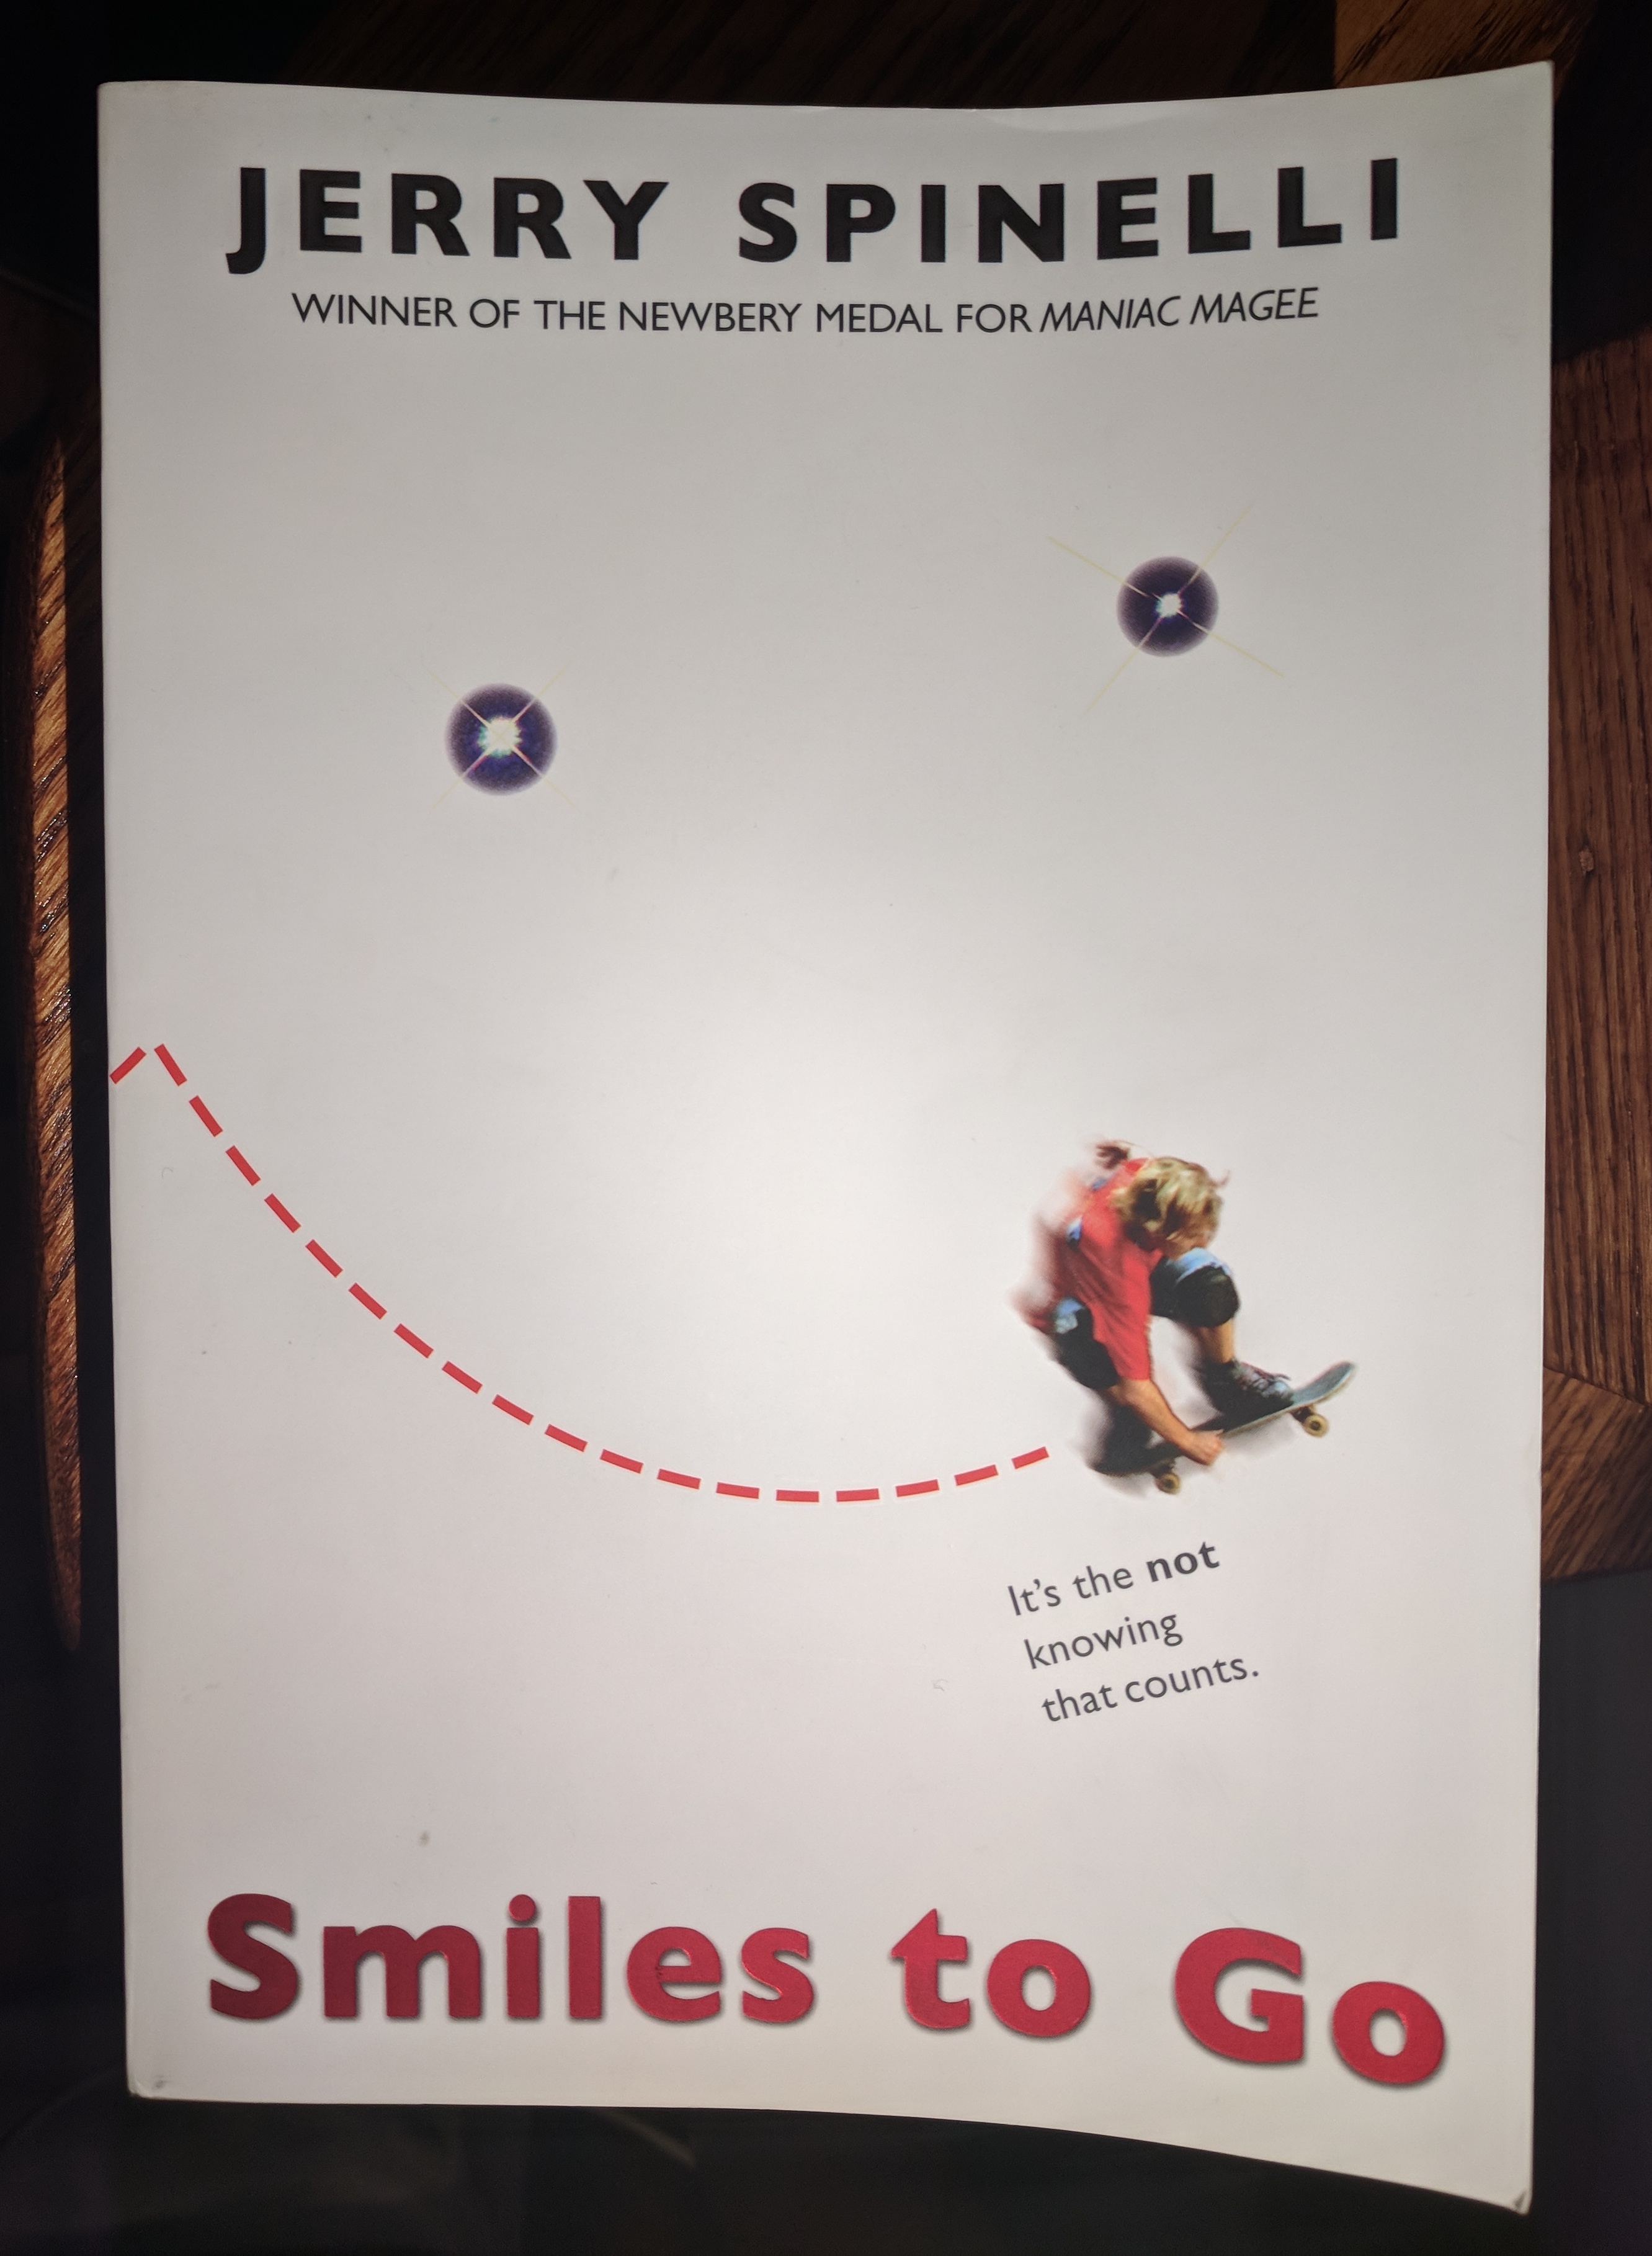 JERRY SPINELLI
WINNER OF THE NEWBERY MEDAL FOR MANIAC MAGEE
It's the not
knowing
that counts.
Smiles to Go